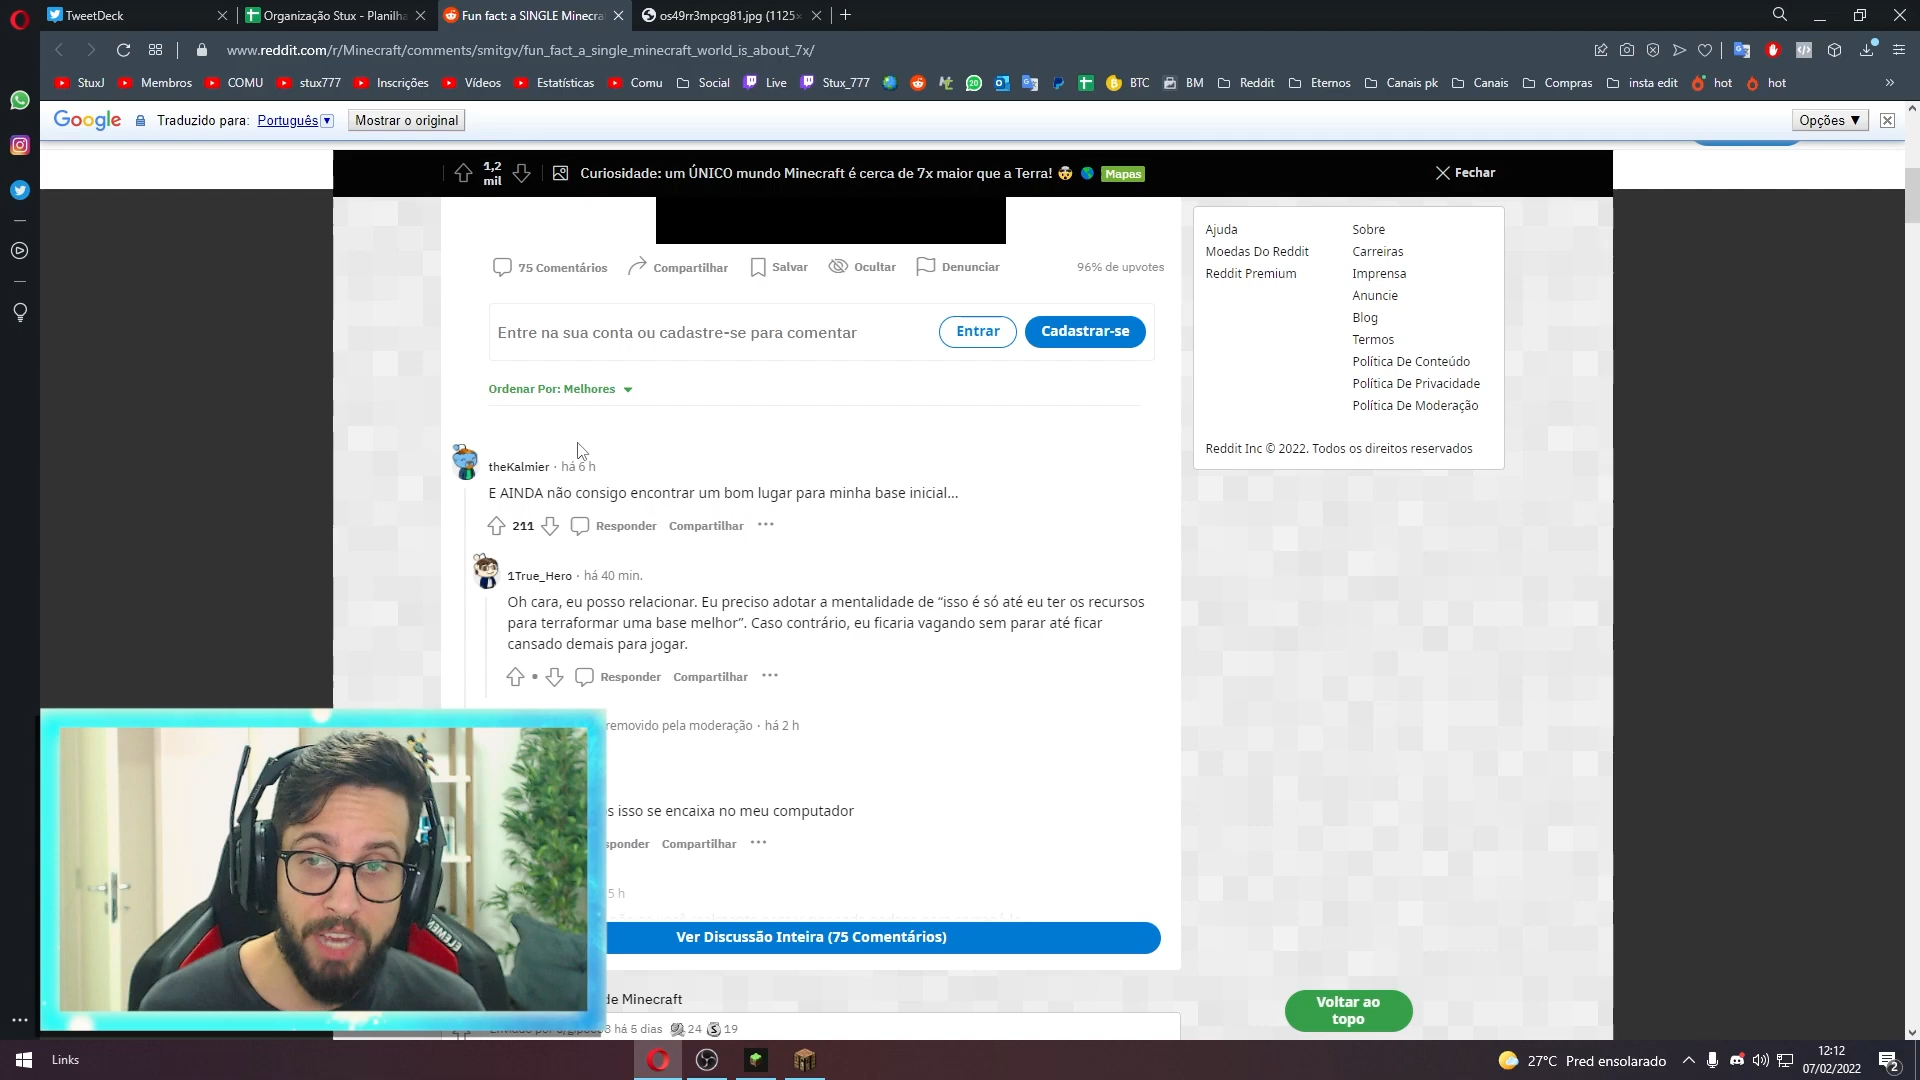 TweetDeck
Organização Stux - Planilha
Fun fact: a SINGLE Minecra
os49rr3mpcg81.jpg (1125×
www.reddit.com/r/Minecraft/comments/smitgv/fun_fact_a_single_minecraft_world_is_about_7x/
StuxJ Membros COMU stux777 Inscrições Vídeos Estatísticas Comu Social Live Stux_777 20 BTC BM Reddit Eternos Canais pk Canais Compras insta edit hot hot
Google Traduzido para: Português Mostrar o original Opções ▼
1,2 mil
Curiosidade: um ÚNICO mundo Minecraft é cerca de 7x maior que a Terra! 🤯 🌎 Mapas
Fechar
75 Comentários Compartilhar Salvar Ocultar Denunciar 96% de upvotes
Entre na sua conta ou cadastre-se para comentar Entrar Cadastrar-se
Ordenar Por: Melhores
theKalmier · há 6 h
E AINDA não consigo encontrar um bom lugar para minha base inicial...
211 Responder Compartilhar ···
1True_Hero · há 40 min.
Oh cara, eu posso relacionar. Eu preciso adotar a mentalidade de “isso é só até eu ter os recursos
para terraformar uma base melhor”. Caso contrário, eu ficaria vagando sem parar até ficar
cansado demais para jogar.
• Responder Compartilhar ···
removido pela moderação · há 2 h
s isso se encaixa no meu computador
sponder Compartilhar ···
5 h
Ver Discussão Inteira (75 Comentários)
de Minecraft
há 5 dias 24 19
Ajuda
Moedas Do Reddit
Reddit Premium
Sobre
Carreiras
Imprensa
Anuncie
Blog
Termos
Política De Conteúdo
Política De Privacidade
Política De Moderação
Reddit Inc © 2022. Todos os direitos reservados
Voltar ao
topo
Links
27°C Pred ensolarado
12:12
07/02/2022
2